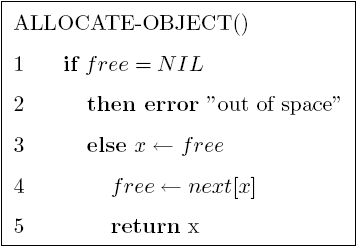 ALLOCATE-OBJECT()
1 if free = NIL
2 then error "out of space"
3 else x ← free
4 free ← next[x]
5 return x